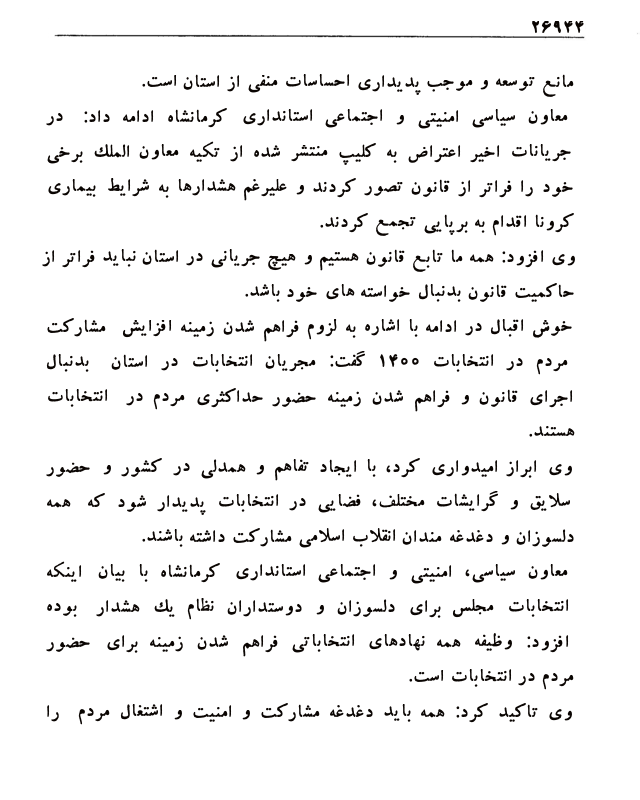 ۲۶۹۴۴
مانع توسعه و موجب پدیداری احساسات منفی از استان است.
معاون سیاسی امنیتی و اجتماعی استانداری کرمانشاه ادامه داد: در
جریانات اخیر اعتراض به کلیپ منتشر شده از تکیه معاون الملك برخی
خود را فراتر از قانون تصور کردند و علیرغم هشدارها به شرایط بیماری
کرونا اقدام به برپایی تجمع کردند.
وی افزود: همه ما تابع قانون هستیم و هیچ جریانی در استان نباید فراتر از
حاکمیت قانون بدنبال خواسته های خود باشد.
خوش اقبال در ادامه با اشاره به لزوم فراهم شدن زمینه افزایش مشارکت
مردم در انتخابات ۱۴۰۰ گفت: مجریان انتخابات در استان بدنبال
اجرای قانون و فراهم شدن زمینه حضور حداکثری مردم در انتخابات
هستند.
وی ابراز امیدواری کرد، با ایجاد تفاهم و همدلی در کشور و حضور
سلایق و گرایشات مختلف، فضایی در انتخابات پدیدار شود که همه
دلسوزان و دغدغه مندان انقلاب اسلامی مشارکت داشته باشند.
معاون سیاسی، امنیتی و اجتماعی استانداری کرمانشاه با بیان اینکه
انتخابات مجلس برای دلسوزان و دوستداران نظام یك هشدار بوده
افزود: وظیفه همه نهادهای انتخاباتی فراهم شدن زمینه برای حضور
مردم در انتخابات است.
وی تاکید کرد: همه باید دغدغه مشارکت و امنیت و اشتغال مردم را